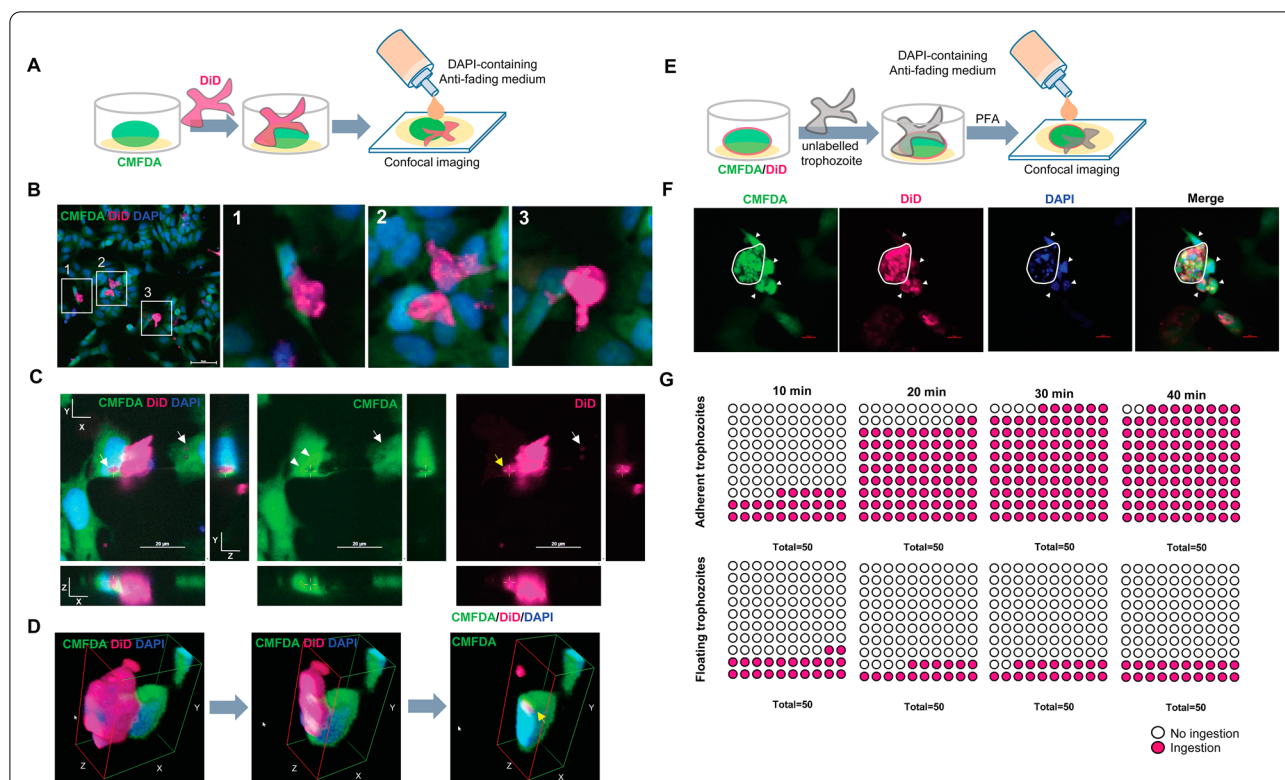 A
DiD
DAPI-containing
Anti-fading medium
CMFDA
Confocal imaging
B
CMFDA DiD DAPI
1
2
3
1
2
3
C
CMFDA DiD DAPI
CMFDA
DiD
Y
X
Y
Z
Z
X
20 μm
20 μm
20 μm
D
CMFDA DiD DAPI
CMFDA DiD DAPI
CMFDA/DiD/DAPI
CMFDA
Z
X
Y
Z
X
Y
Z
X
Y
E
DAPI-containing
Anti-fading medium
PFA
unlabelled
trophozoite
CMFDA/DiD
Confocal imaging
F
CMFDA
DiD
DAPI
Merge
G
10 min
20 min
30 min
40 min
Adherent trophozoites
Total=50
Total=50
Total=50
Total=50
Floating trophozoites
Total=50
Total=50
Total=50
Total=50
No ingestion
Ingestion